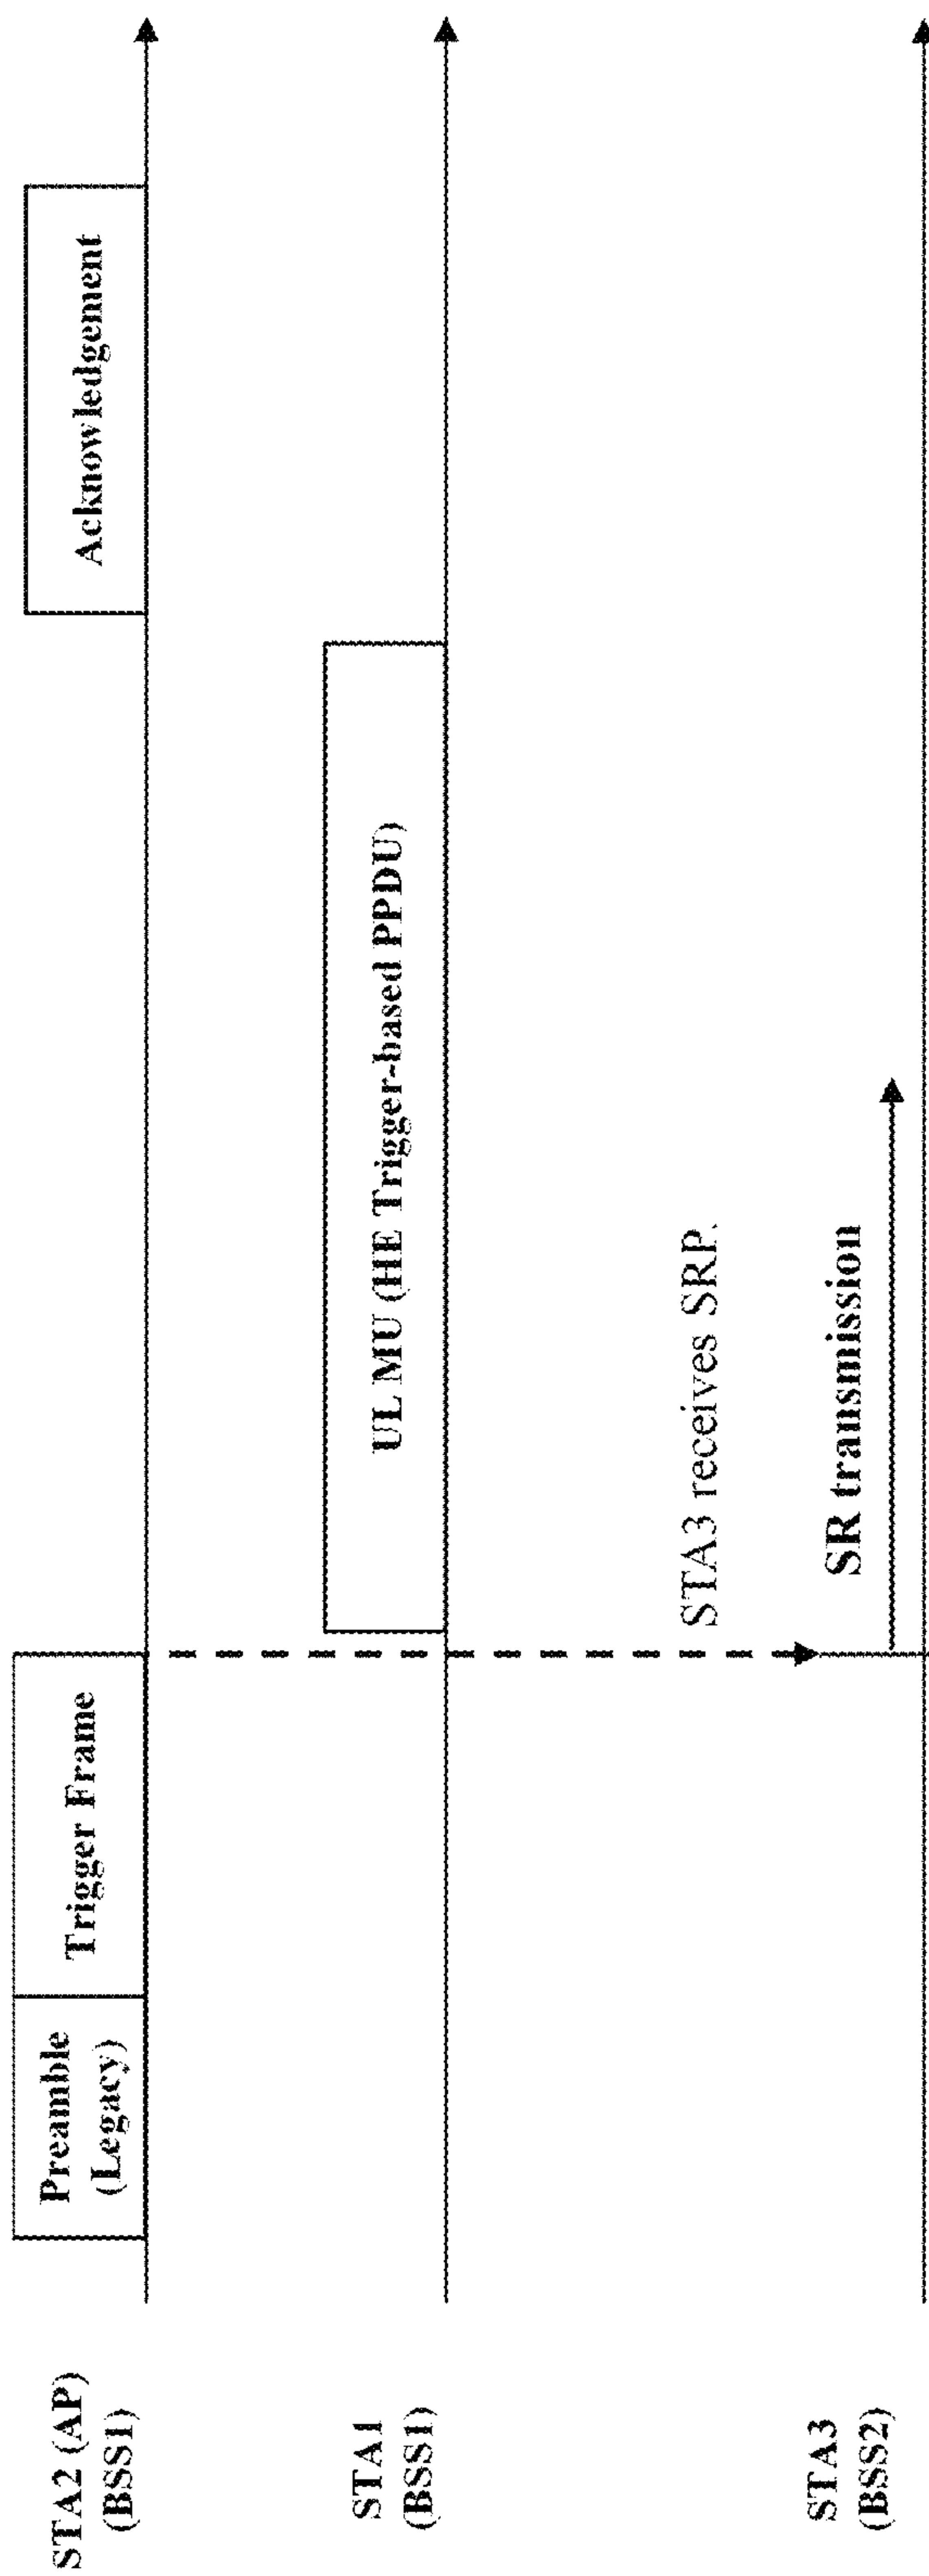 STA2 (AP)
(BSS1)
Preamble
(Legacy)
Trigger Frame
Acknowledgement
STA1
(BSS1)
UL MU (HE Trigger-based PPDU)
STA3 receives SRP.
SR transmission
STA3
(BSS2)